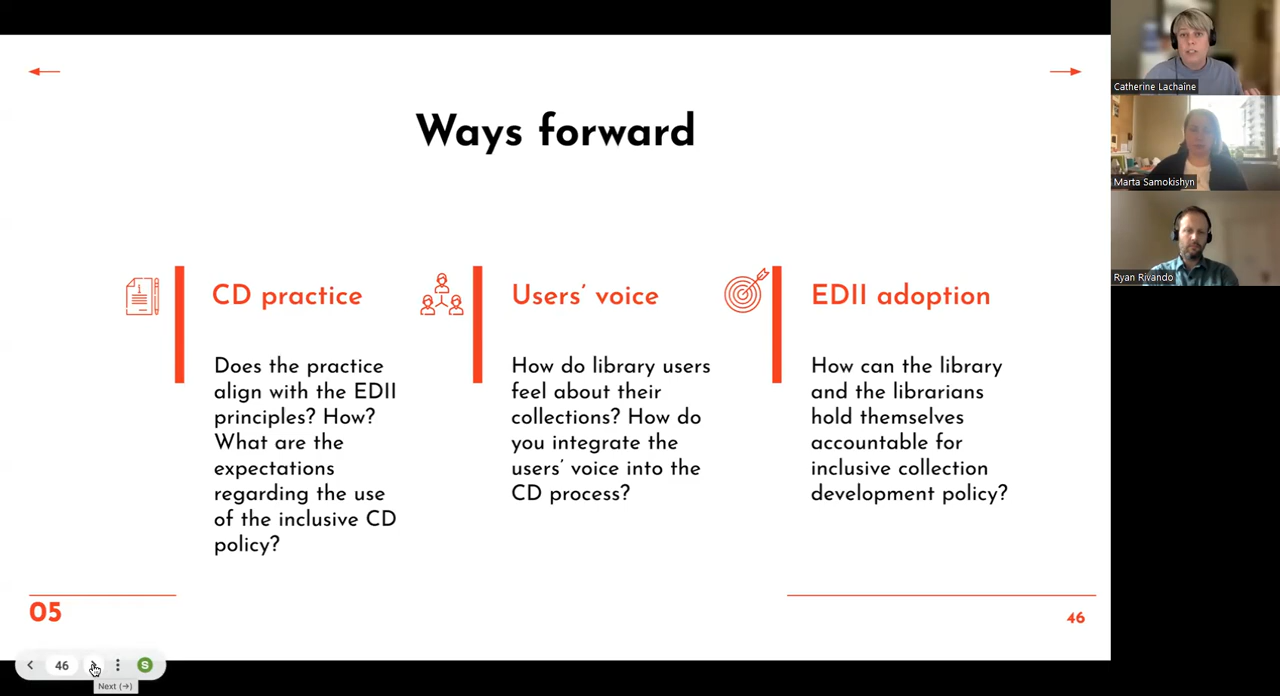 Ways forward
CD practice
Does the practice
align with the EDII
principles? How?
What are the
expectations
regarding the use
of the inclusive CD
policy?
Users' voice
How do library users
feel about their
collections? How do
you integrate the
users' voice into the
CD process?
EDII adoption
How can the library
and the librarians
hold themselves
accountable for
inclusive collection
development policy?
05
46
46
S
Next (→)
Catherine Lachaîne
Marta Samokishyn
Ryan Rivando